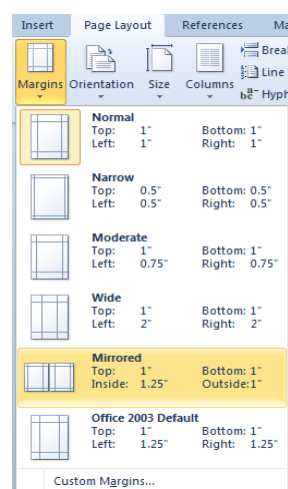 Insert Page Layout References Ma
Margins Orientation Size Columns
Brea
Line
Hyph
Normal
Top: 1" Bottom: 1"
Left: 1" Right: 1"
Narrow
Top: 0.5" Bottom: 0.5"
Left: 0.5" Right: 0.5"
Moderate
Top: 1" Bottom: 1"
Left: 0.75" Right: 0.75"
Wide
Top: 1" Bottom: 1"
Left: 2" Right: 2"
Mirrored
Top: 1" Bottom: 1"
Inside: 1.25" Outside:1"
Office 2003 Default
Top: 1" Bottom: 1"
Left: 1.25" Right: 1.25"
Custom Margins...